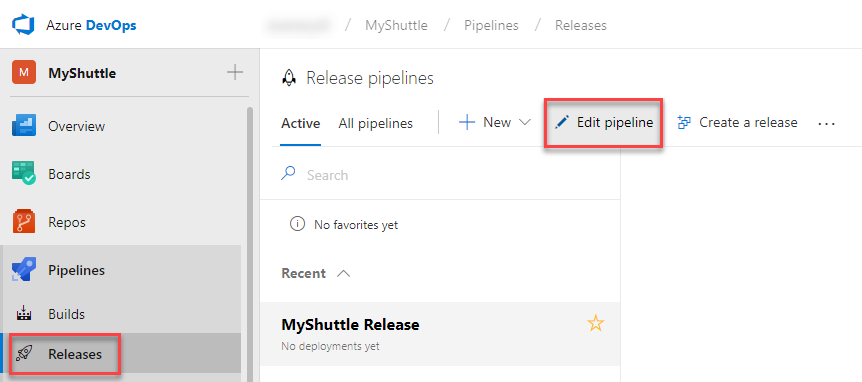 Azure DevOps
/ MyShuttle / Pipelines / Releases
M MyShuttle
Overview
Boards
Repos
Pipelines
Builds
Releases
Release pipelines
Active All pipelines New Edit pipeline Create a release ...
Search
No favorites yet
Recent
MyShuttle Release
No deployments yet